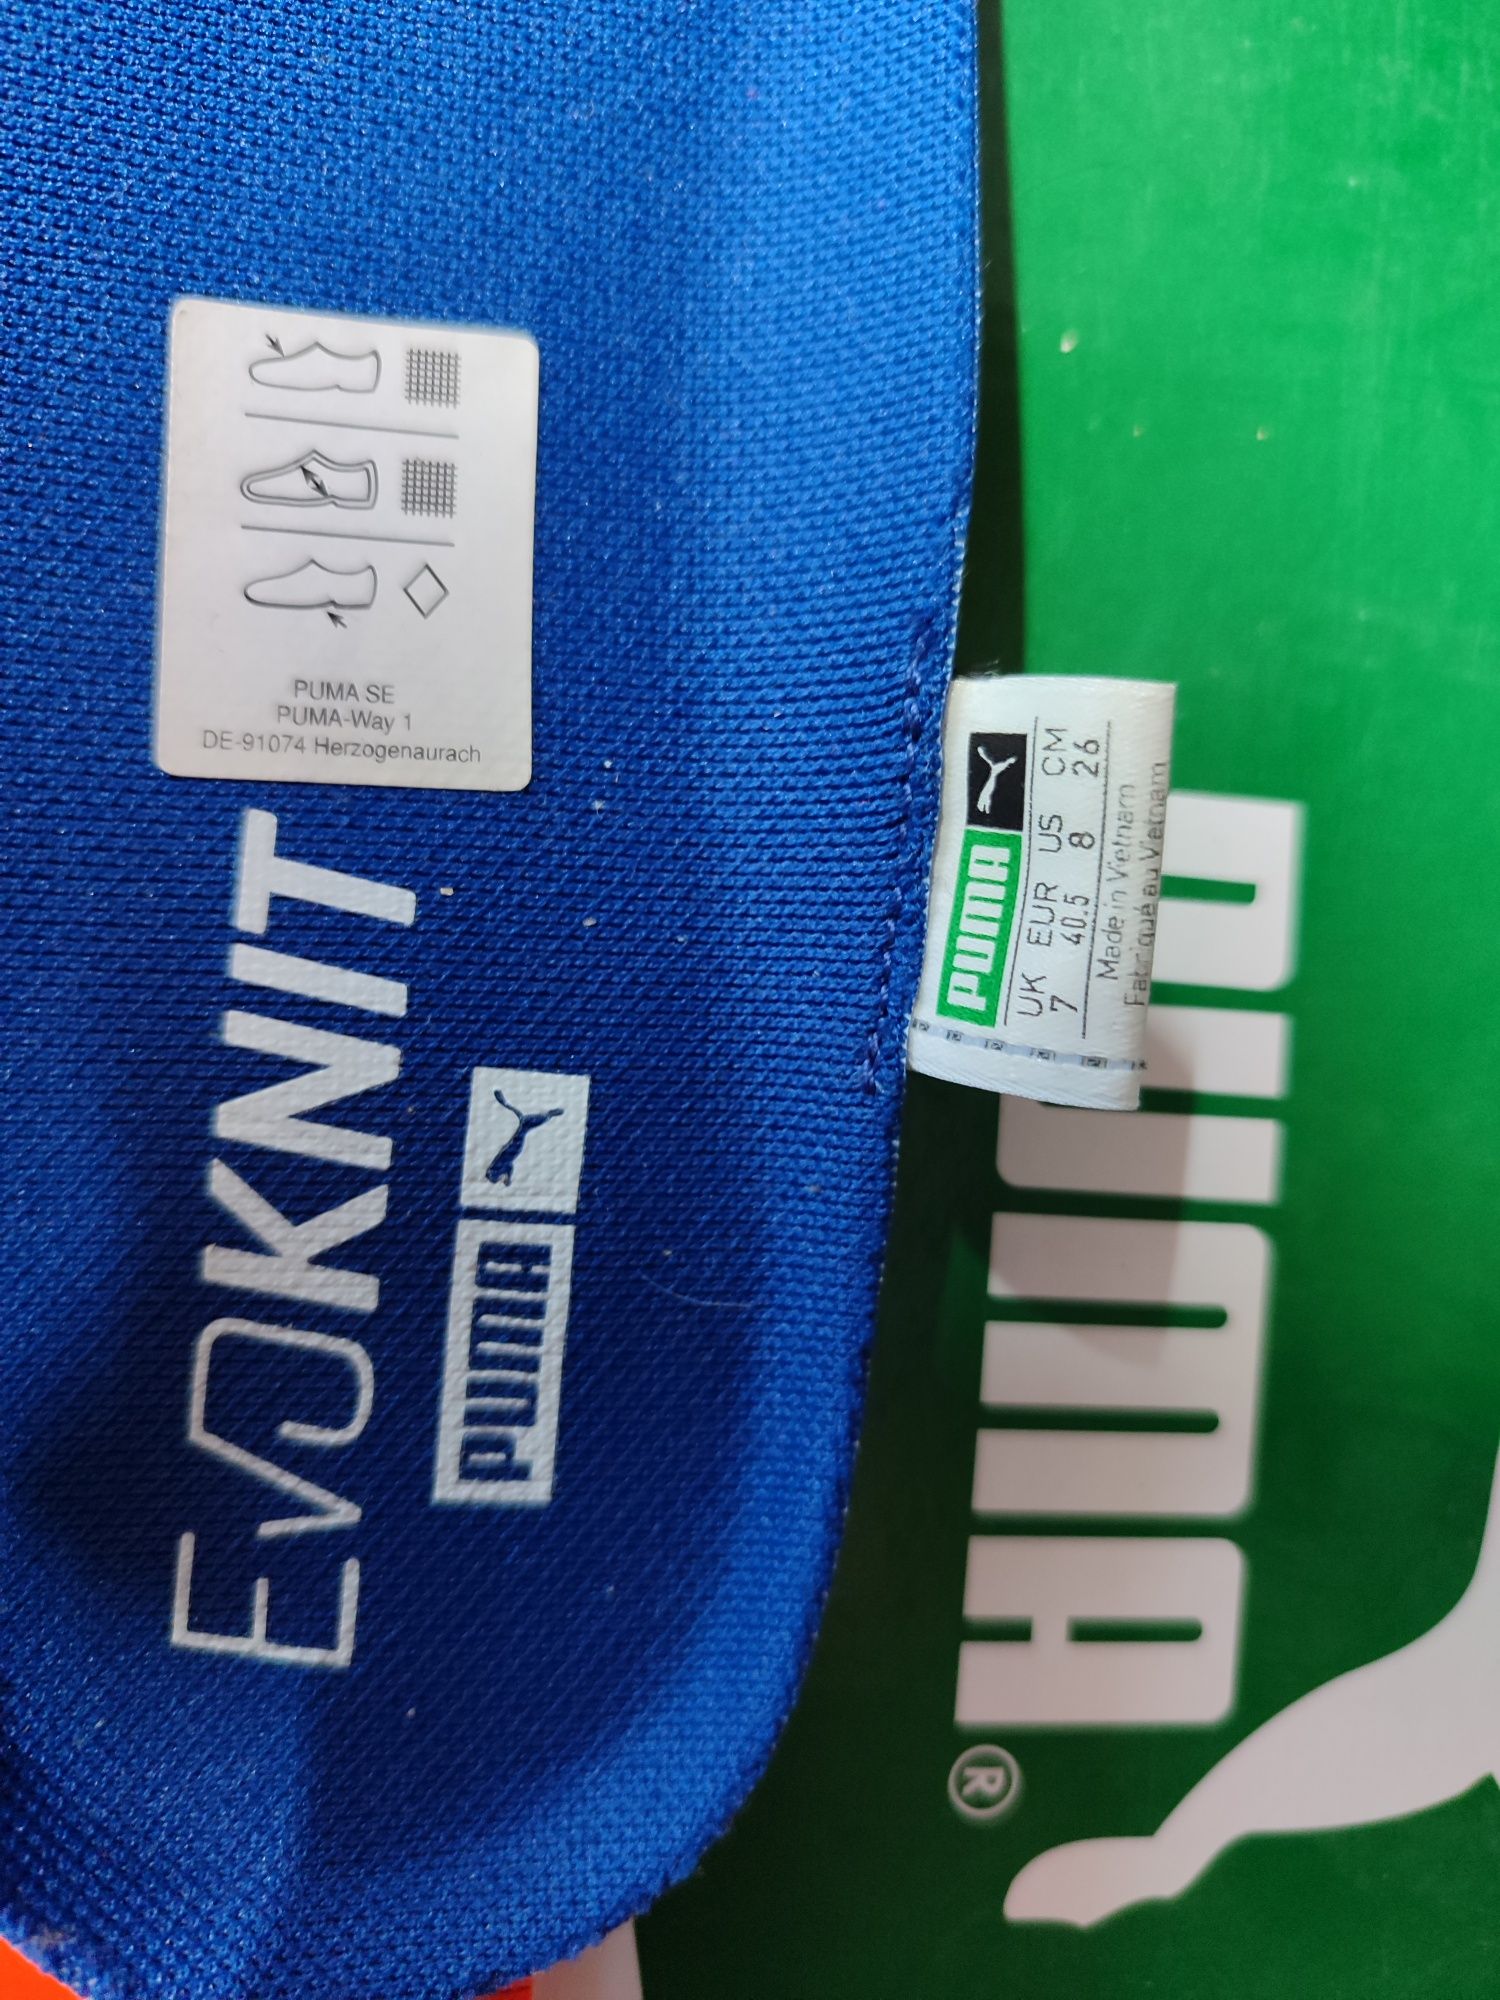 PUMA SE
PUMA-Way 1
DE-91074 Herzogenaurach
EVOKNIT
PUMA
PUMA
UK EUR US CM
7 40.5 8 26
Made in Vietnam
Fabriqué au Vietnam
PUMA®